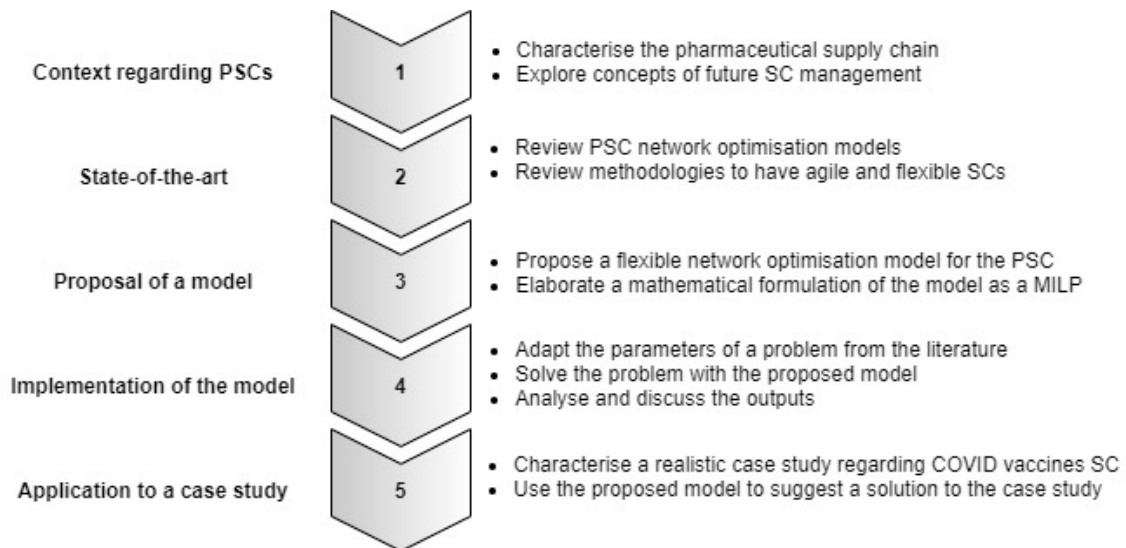 Context regarding PSCs
1
• Characterise the pharmaceutical supply chain
• Explore concepts of future SC management
State-of-the-art
2
• Review PSC network optimisation models
• Review methodologies to have agile and flexible SCs
Proposal of a model
3
• Propose a flexible network optimisation model for the PSC
• Elaborate a mathematical formulation of the model as a MILP
Implementation of the model
4
• Adapt the parameters of a problem from the literature
• Solve the problem with the proposed model
• Analyse and discuss the outputs
Application to a case study
5
• Characterise a realistic case study regarding COVID vaccines SC
• Use the proposed model to suggest a solution to the case study